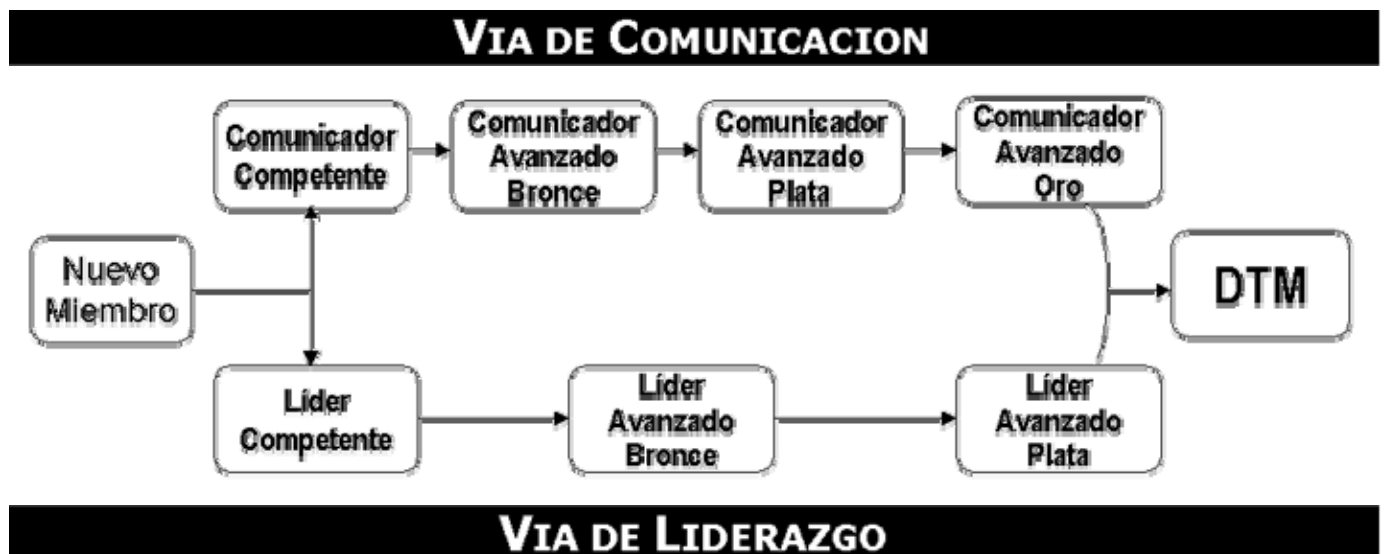 VIA DE COMUNICACION
Comunicador
Competente
Comunicador
Avanzado
Bronce
Comunicador
Avanzado
Plata
Comunicador
Avanzado
Oro
Nuevo
Miembro
DTM
Líder
Competente
Líder
Avanzado
Bronce
Líder
Avanzado
Plata
VIA DE LIDERAZGO